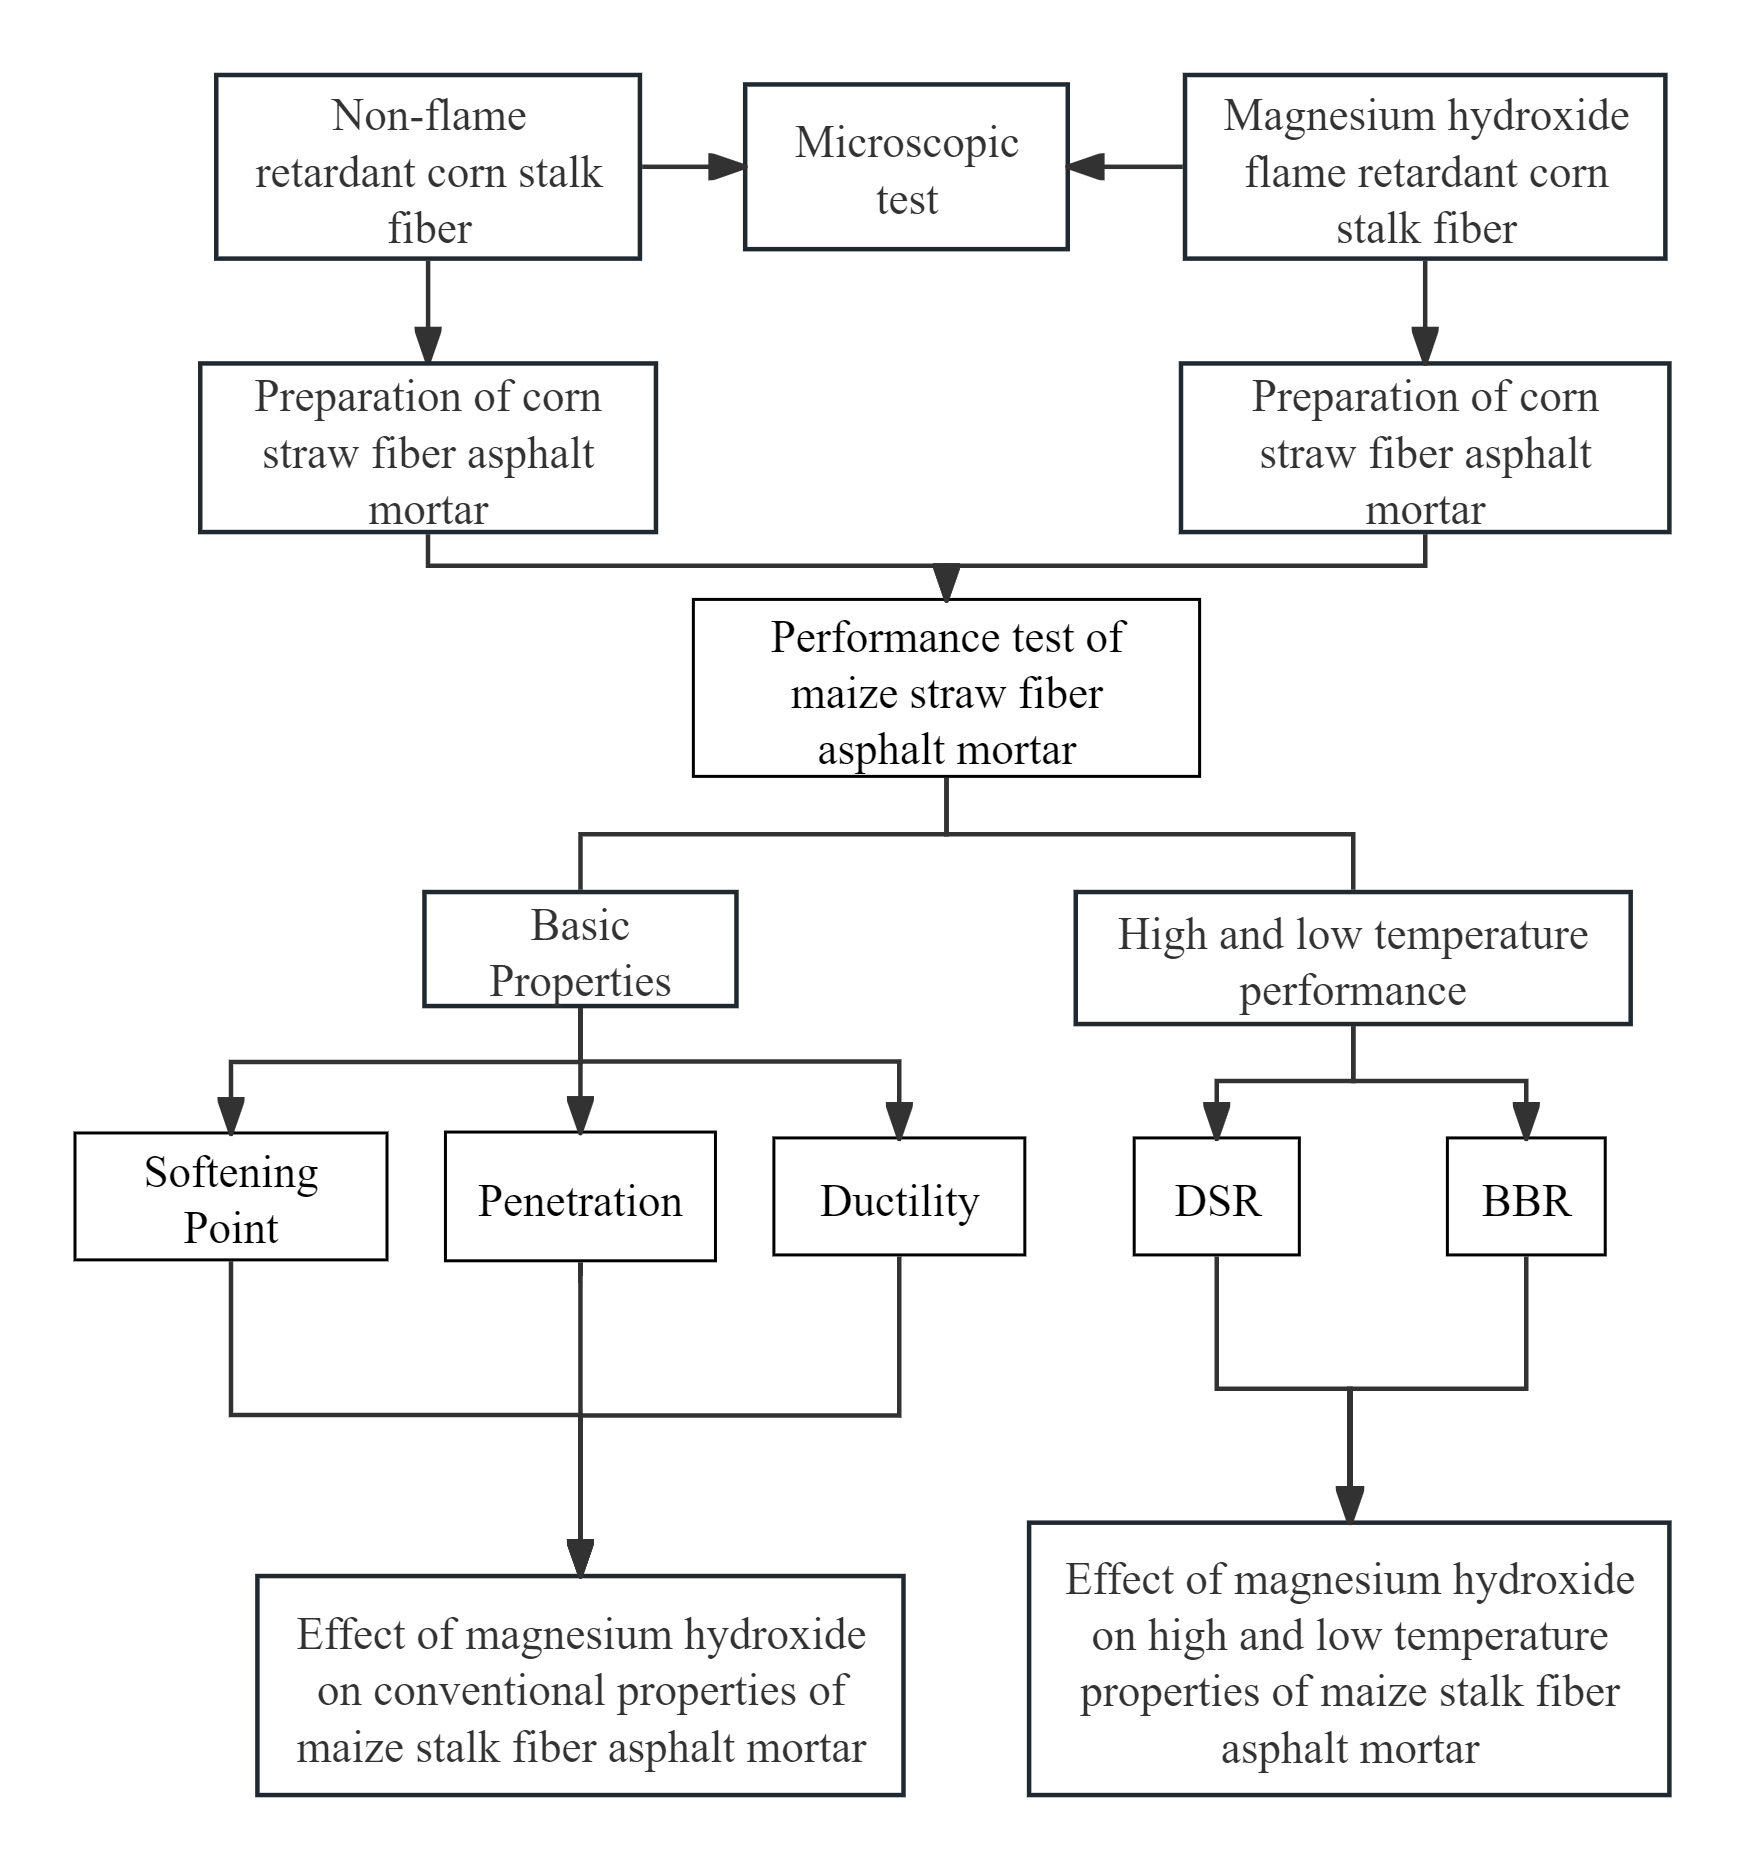 Non-flame
retardant corn stalk
fiber
Microscopic
test
Magnesium hydroxide
flame retardant corn
stalk fiber
Preparation of corn
straw fiber asphalt
mortar
Preparation of corn
straw fiber asphalt
mortar
Performance test of
maize straw fiber
asphalt mortar
Basic
Properties
High and low temperature
performance
Softening
Point
Penetration
Ductility
DSR
BBR
Effect of magnesium hydroxide
on conventional properties of
maize stalk fiber asphalt mortar
Effect of magnesium hydroxide
on high and low temperature
properties of maize stalk fiber
asphalt mortar